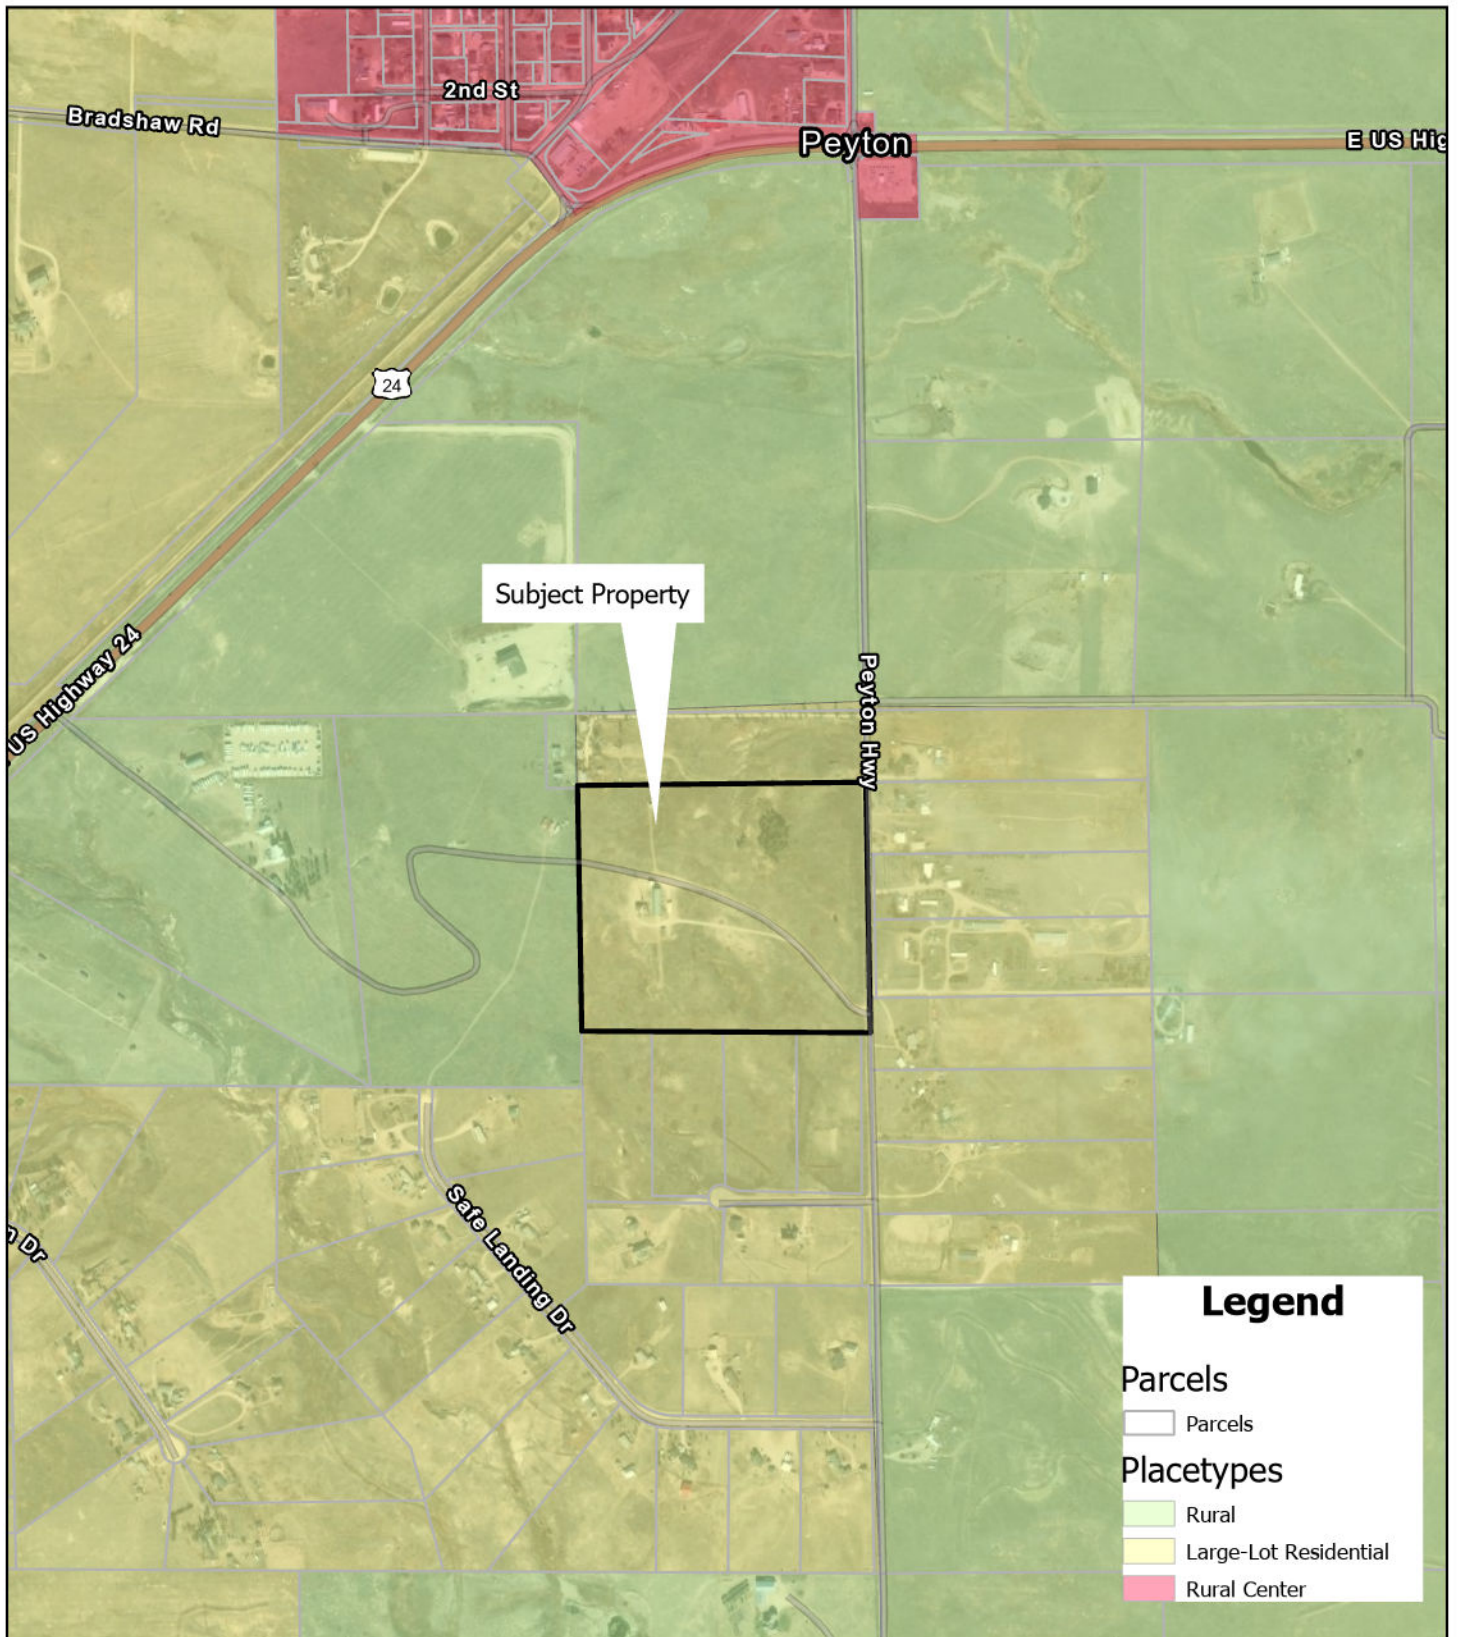 2nd St
Bradshaw Rd
Peyton
E US Hig
24
Subject Property
US Highway 24
Peyton Hwy
Safe Landing Dr
n Dr
Legend
Parcels
Parcels
Placetypes
Rural
Large-Lot Residential
Rural Center